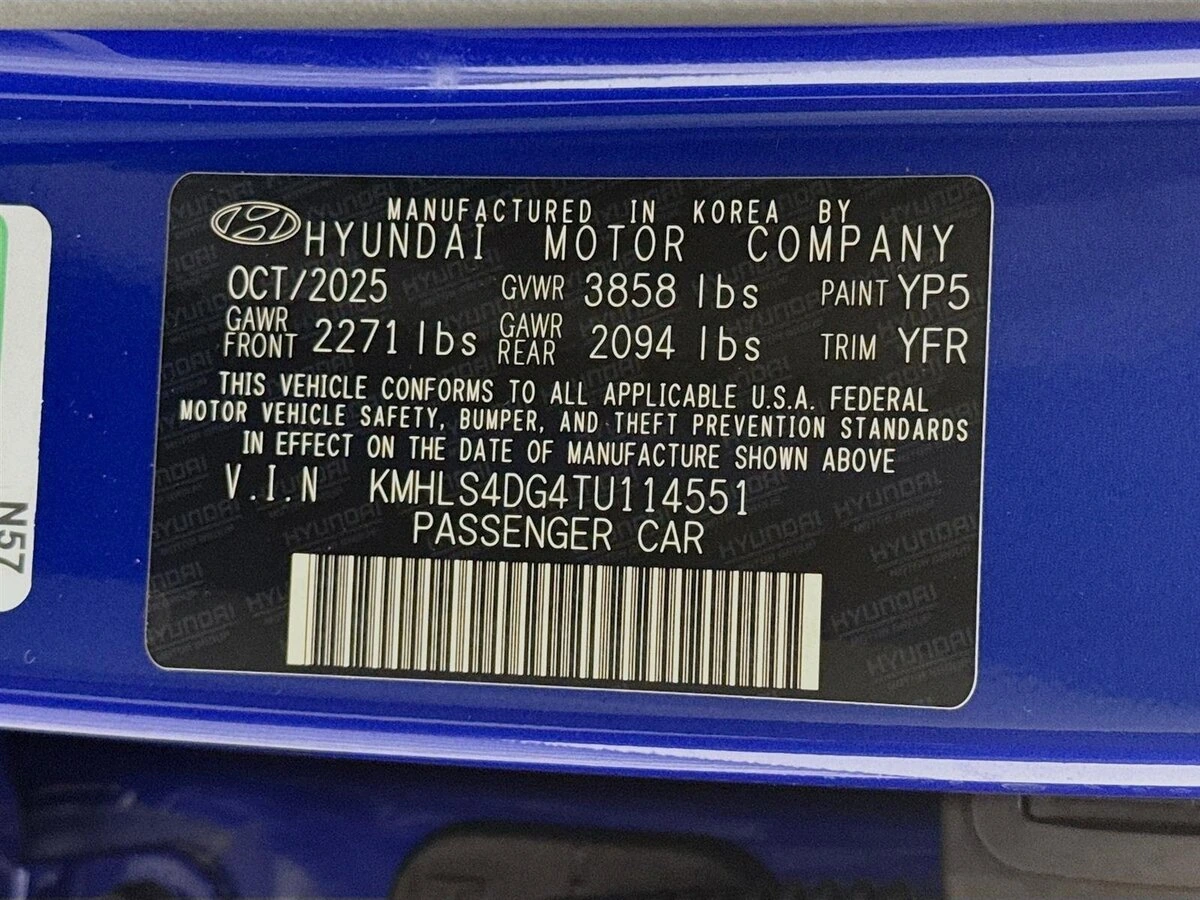 MANUFACTURED IN KOREA BY
HYUNDAI MOTOR COMPANY
OCT/2025 GVWR 3858 lbs PAINT YP5
GAWR FRONT 2271 lbs GAWR REAR 2094 lbs TRIM YFR
THIS VEHICLE CONFORMS TO ALL APPLICABLE U.S.A. FEDERAL
MOTOR VEHICLE SAFETY, BUMPER, AND THEFT PREVENTION STANDARDS
IN EFFECT ON THE DATE OF MANUFACTURE SHOWN ABOVE
V.I.N KMHLS4DG4TU114551
PASSENGER CAR
N57